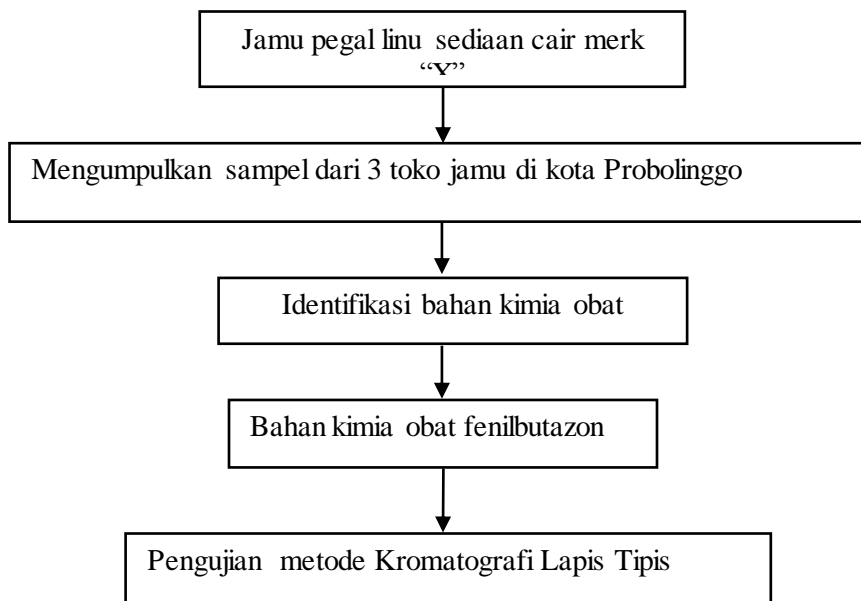 Jamu pegal linu sediaan cair merk
“X”
Mengumpulkan sampel dari 3 toko jamu di kota Probolinggo
Identifikasi bahan kimia obat
Bahan kimia obat fenilbutazon
Pengujian metode Kromatografi Lapis Tipis